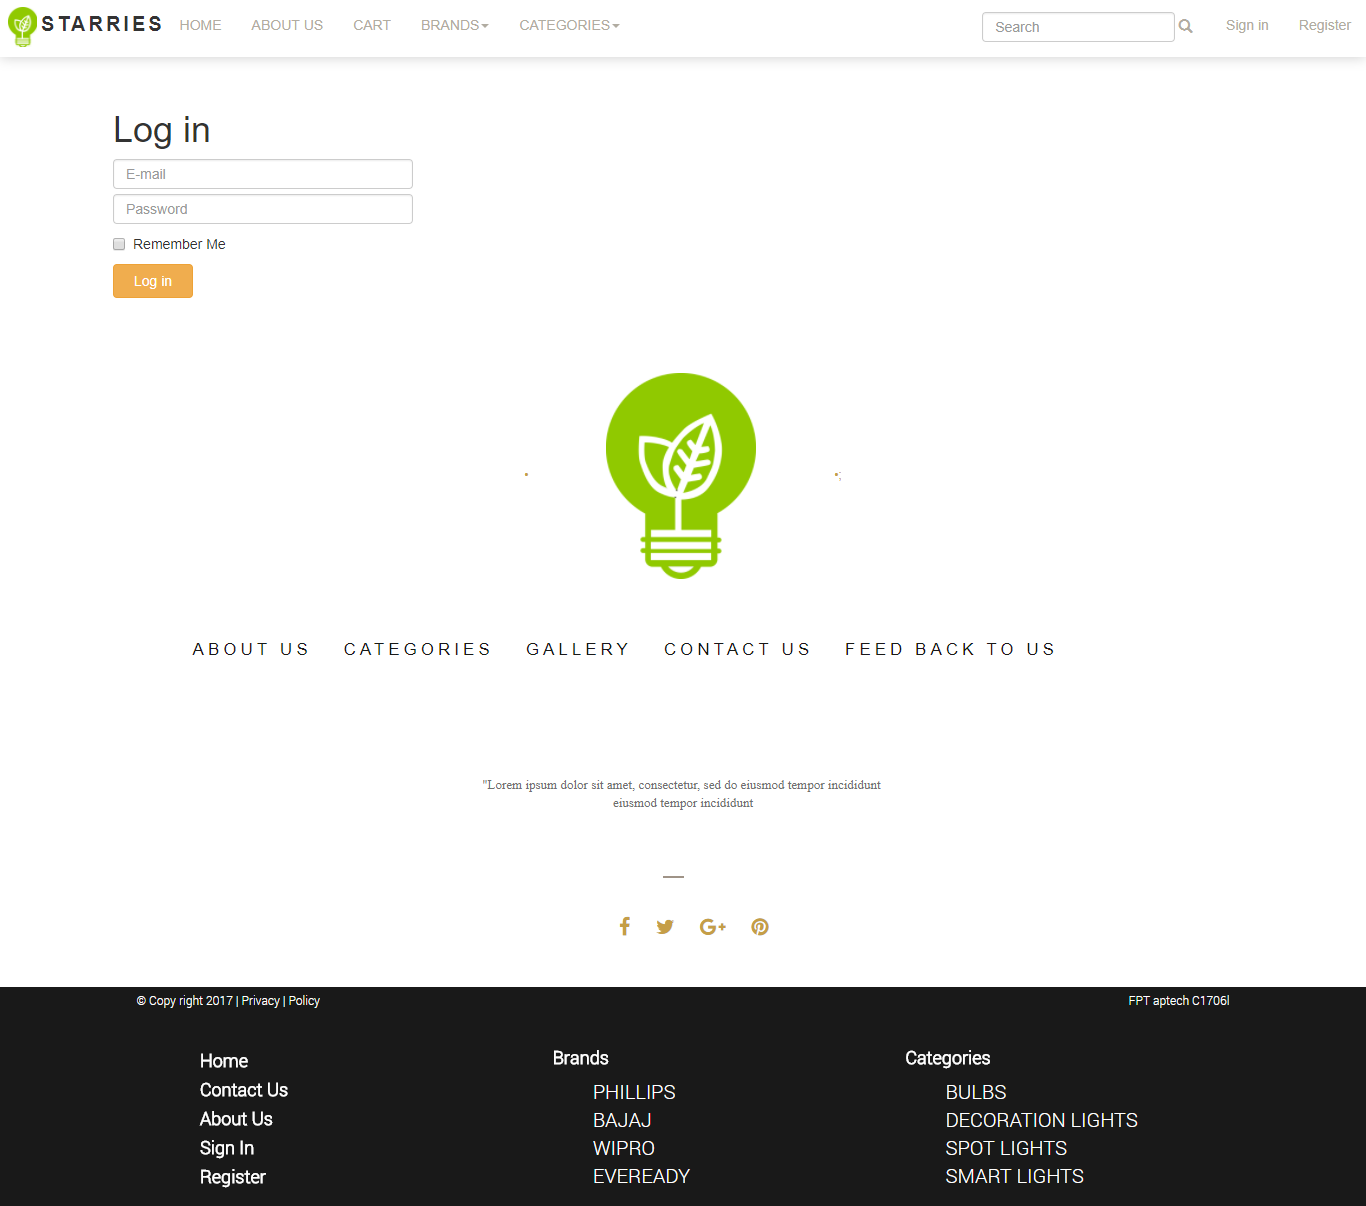 STARRIES HOME ABOUT US CART BRANDS CATEGORIES Search Sign in Register
Log in
E-mail
Password
Remember Me
Log in
ABOUT US CATEGORIES GALLERY CONTACT US FEED BACK TO US
"Lorem ipsum dolor sit amet, consectetur, sed do eiusmod tempor incididunt
eiusmod tempor incididunt
© Copy right 2017 | Privacy | Policy FPT aptech C1706l
Home
Contact Us
About Us
Sign In
Register
Brands
PHILLIPS
BAJAJ
WIPRO
EVEREADY
Categories
BULBS
DECORATION LIGHTS
SPOT LIGHTS
SMART LIGHTS